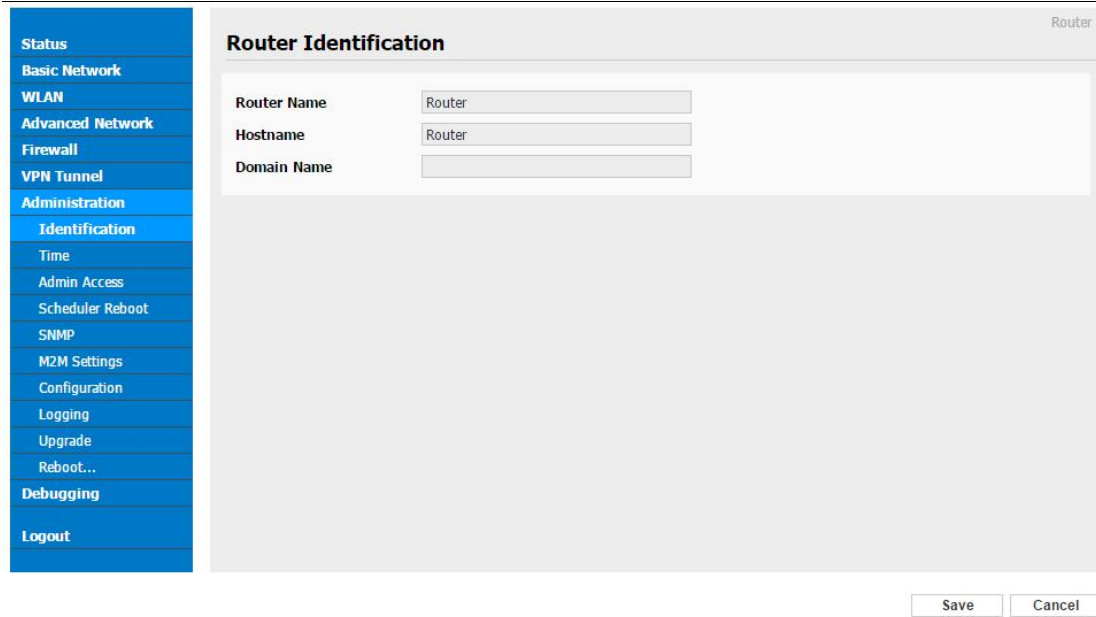 Router
Status
Basic Network
WLAN
Advanced Network
Firewall
VPN Tunnel
Administration
Identification
Time
Admin Access
Scheduler Reboot
SNMP
M2M Settings
Configuration
Logging
Upgrade
Reboot...
Debugging
Logout
Router Identification
Router Name Router
Hostname Router
Domain Name
Save Cancel